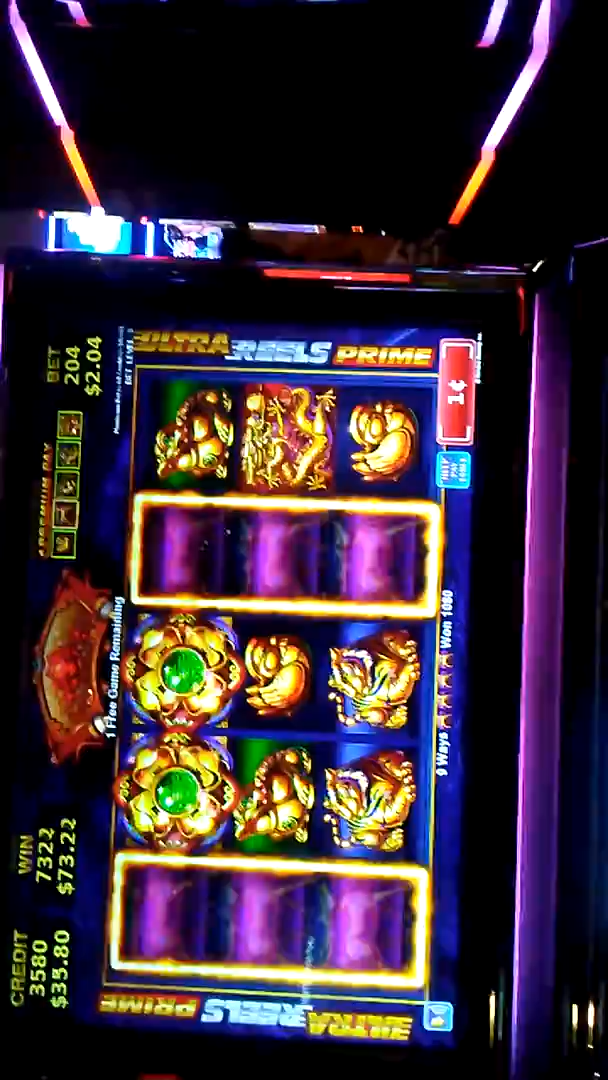 CREDIT
3580
$35.80
WIN
7322
$73.22
PREMIUM PAY
BET
204
$2.04
1 Free Game Remaining
ULTRA REELS PRIME
ULTRA REELS PRIME
9 Ways
Won 1080
1¢